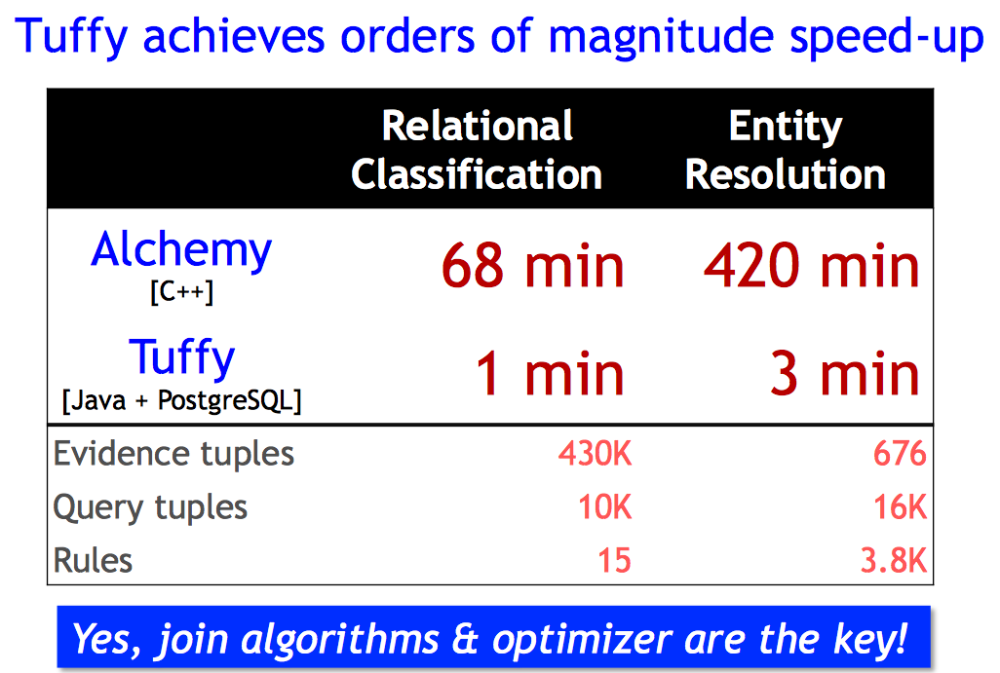 Tuffy achieves orders of magnitude speed-up
Relational Classification Entity Resolution
Alchemy 68 min 420 min
[C++]
Tuffy 1 min 3 min
[Java + PostgreSQL]
Evidence tuples 430K 676
Query tuples 10K 16K
Rules 15 3.8K
Yes, join algorithms & optimizer are the key!